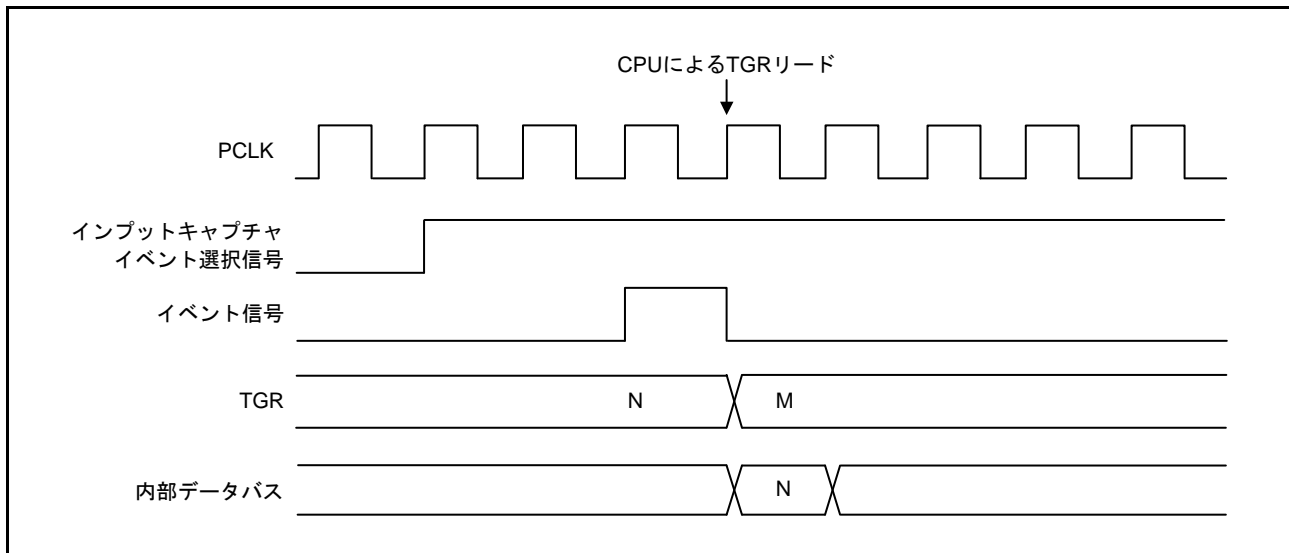 CPUによるTGRリード
PCLK
インプットキャプチャ
イベント選択信号
イベント信号
TGR
N
M
内部データバス
N